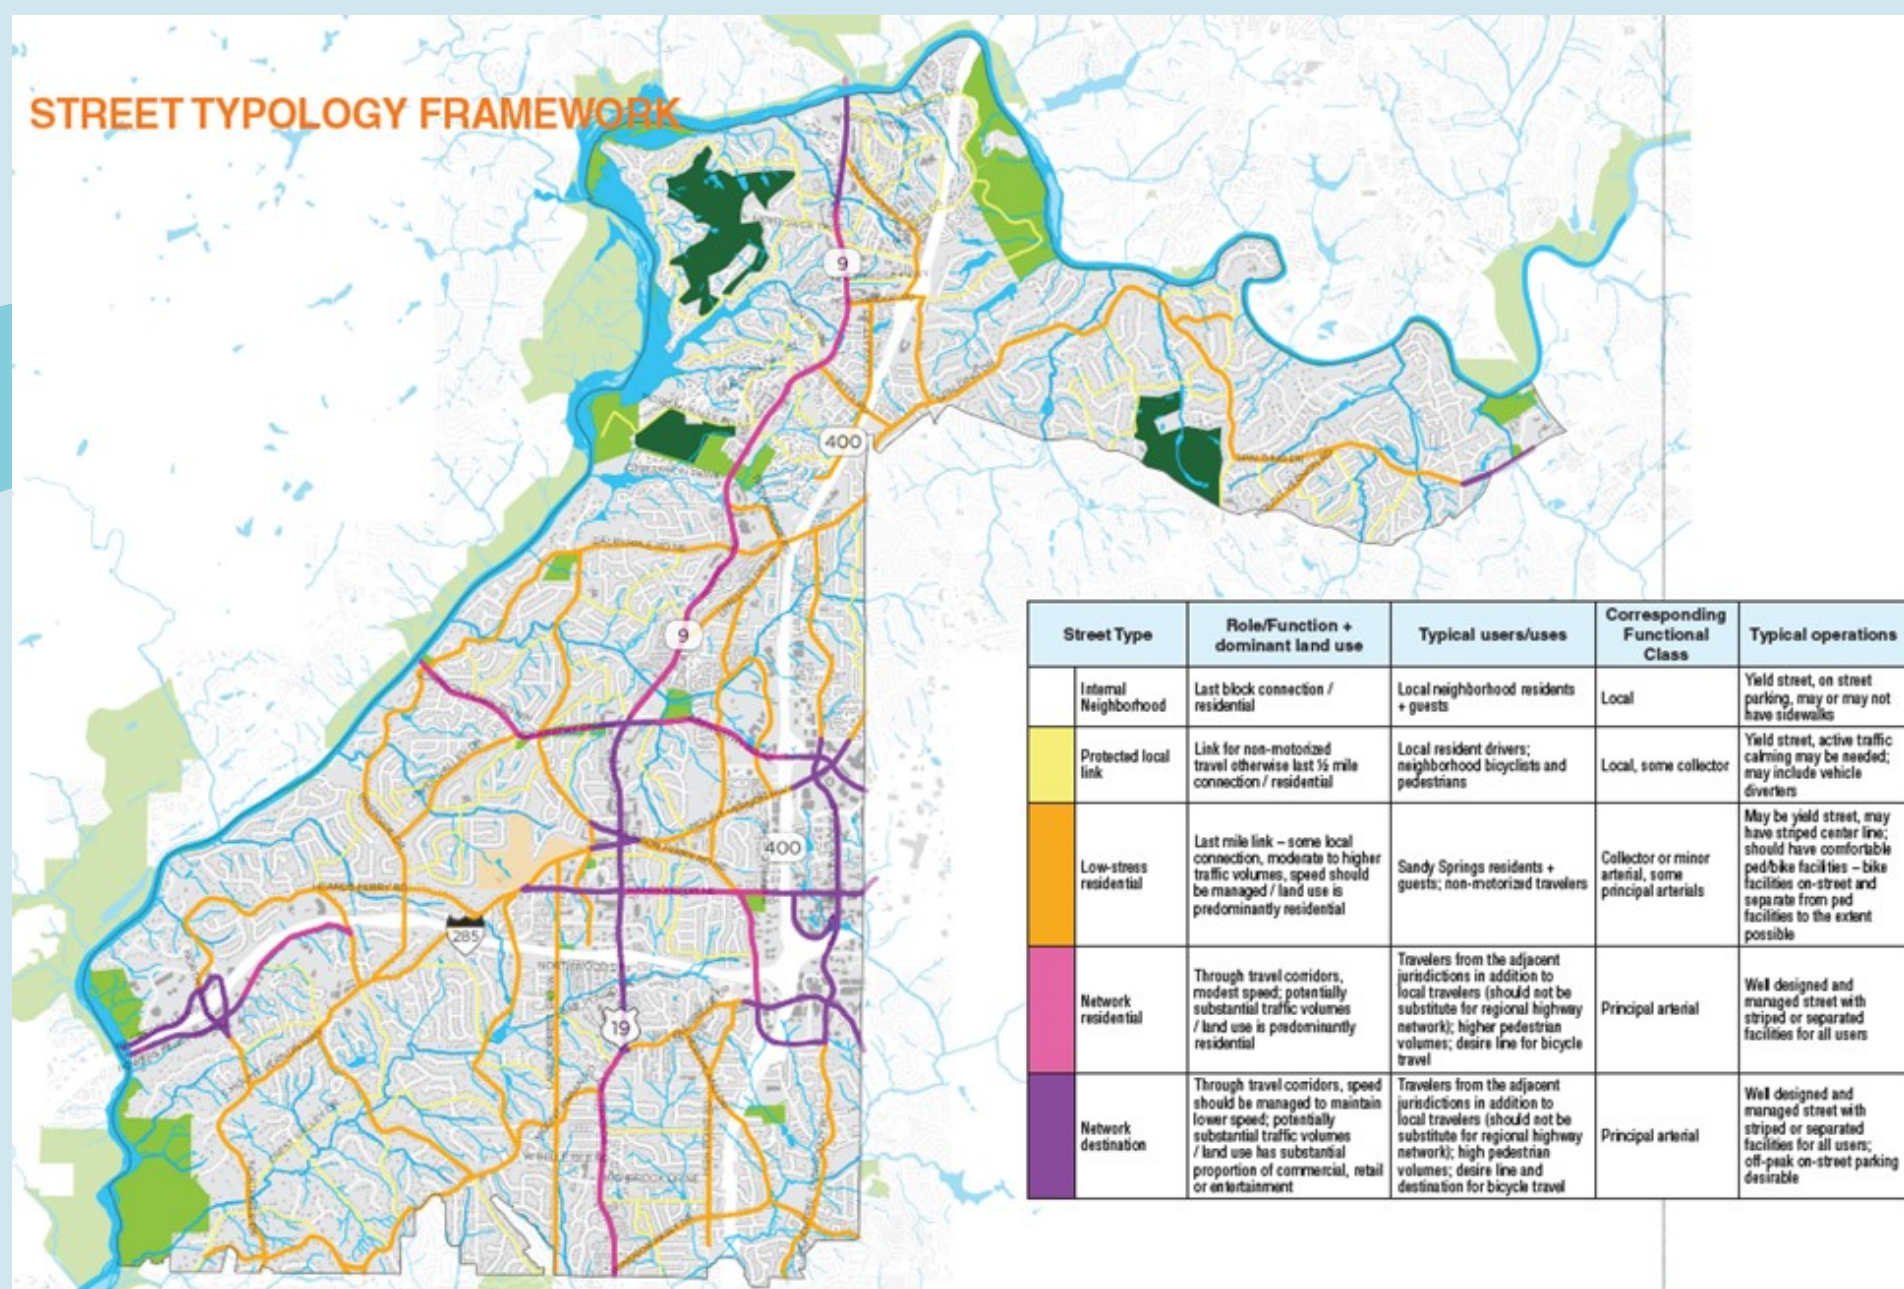 STREET TYPOLOGY FRAMEWORK
9
400
9
400
285
19
DALRYMPLE RD NE
SPALDING DR
HEARDS FERRY RD
Street Type
Role/Function +
dominant land use
Typical users/uses
Corresponding
Functional
Class
Typical operations
Internal
Neighborhood
Last block connection /
residential
Local neighborhood residents
+ guests
Local
Yield street, on street
parking, may or may not
have sidewalks
Protected local
link
Link for non-motorized
travel otherwise last ½ mile
connection / residential
Local resident drivers;
neighborhood bicyclists and
pedestrians
Local, some collector
Yield street, active traffic
calming may be needed;
may include vehicle
diverters
Low-stress
residential
Last mile link – some local
connection, moderate to higher
traffic volumes, speed should
be managed / land use is
predominantly residential
Sandy Springs residents +
guests; non-motorized travelers
Collector or minor
arterial, some
principal arterials
May be yield street, may
have striped center line;
should have comfortable
ped/bike facilities – bike
facilities on-street and
separate from ped
facilities to the extent
possible
Network
residential
Through travel corridors,
modest speed; potentially
substantial traffic volumes
/ land use is predominantly
residential
Travelers from the adjacent
jurisdictions in addition to
local travelers (should not be
substitute for regional highway
network); higher pedestrian
volumes; desire line for bicycle
travel
Principal arterial
Well designed and
managed street with
striped or separated
facilities for all users
Network
destination
Through travel corridors, speed
should be managed to maintain
lower speed; potentially
substantial traffic volumes
/ land use has substantial
proportion of commercial, retail
or entertainment
Travelers from the adjacent
jurisdictions in addition to
local travelers (should not be
substitute for regional highway
network); high pedestrian
volumes; desire line and
destination for bicycle travel
Principal arterial
Well designed and
managed street with
striped or separated
facilities for all users;
off-peak on-street parking
desirable